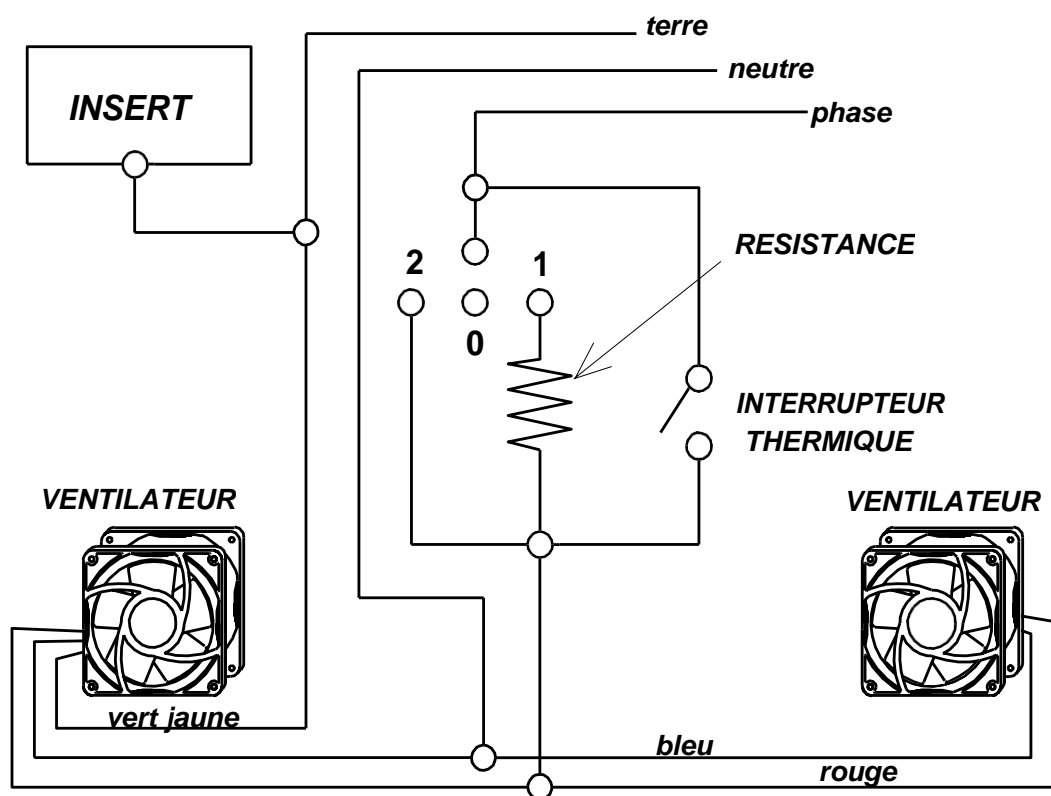 terre
neutre
INSERT
phase
RESISTANCE
2
1
0
INTERRUPTEUR
THERMIQUE
VENTILATEUR
VENTILATEUR
vert jaune
bleu
rouge